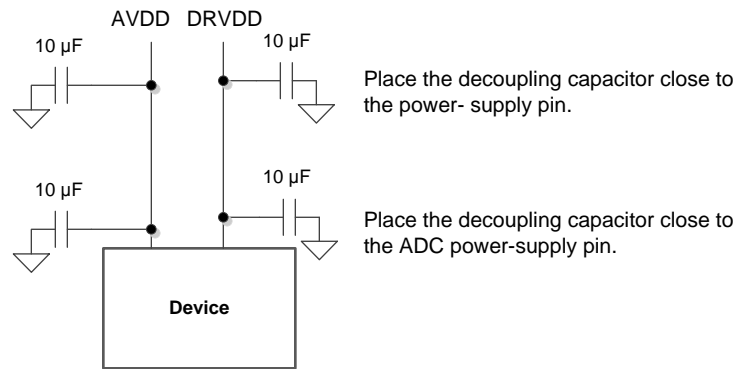 AVDD DRVDD
10 µF
10 µF
Place the decoupling capacitor close to
the power- supply pin.
10 µF
10 µF
Place the decoupling capacitor close to
the ADC power-supply pin.
Device